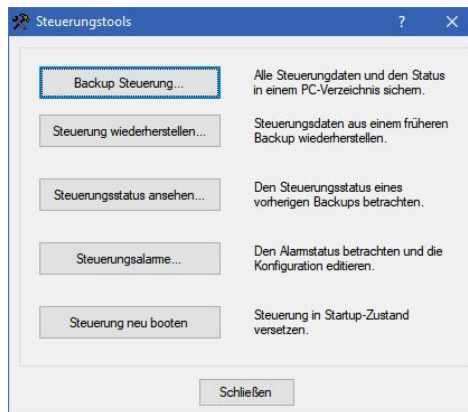 Steuerungstools
Backup Steuerung...
Alle Steuerungdaten und den Status
in einem PC-Verzeichnis sichern.
Steuerung wiederherstellen...
Steuerungsdaten aus einem früheren
Backup wiederherstellen.
Steuerungsstatus ansehen...
Den Steuerungsstatus eines
vorherigen Backups betrachten.
Steuerungsalarme...
Den Alarmstatus betrachten und die
Konfiguration editieren.
Steuerung neu booten
Steuerung in Startup-Zustand
versetzen.
Schließen